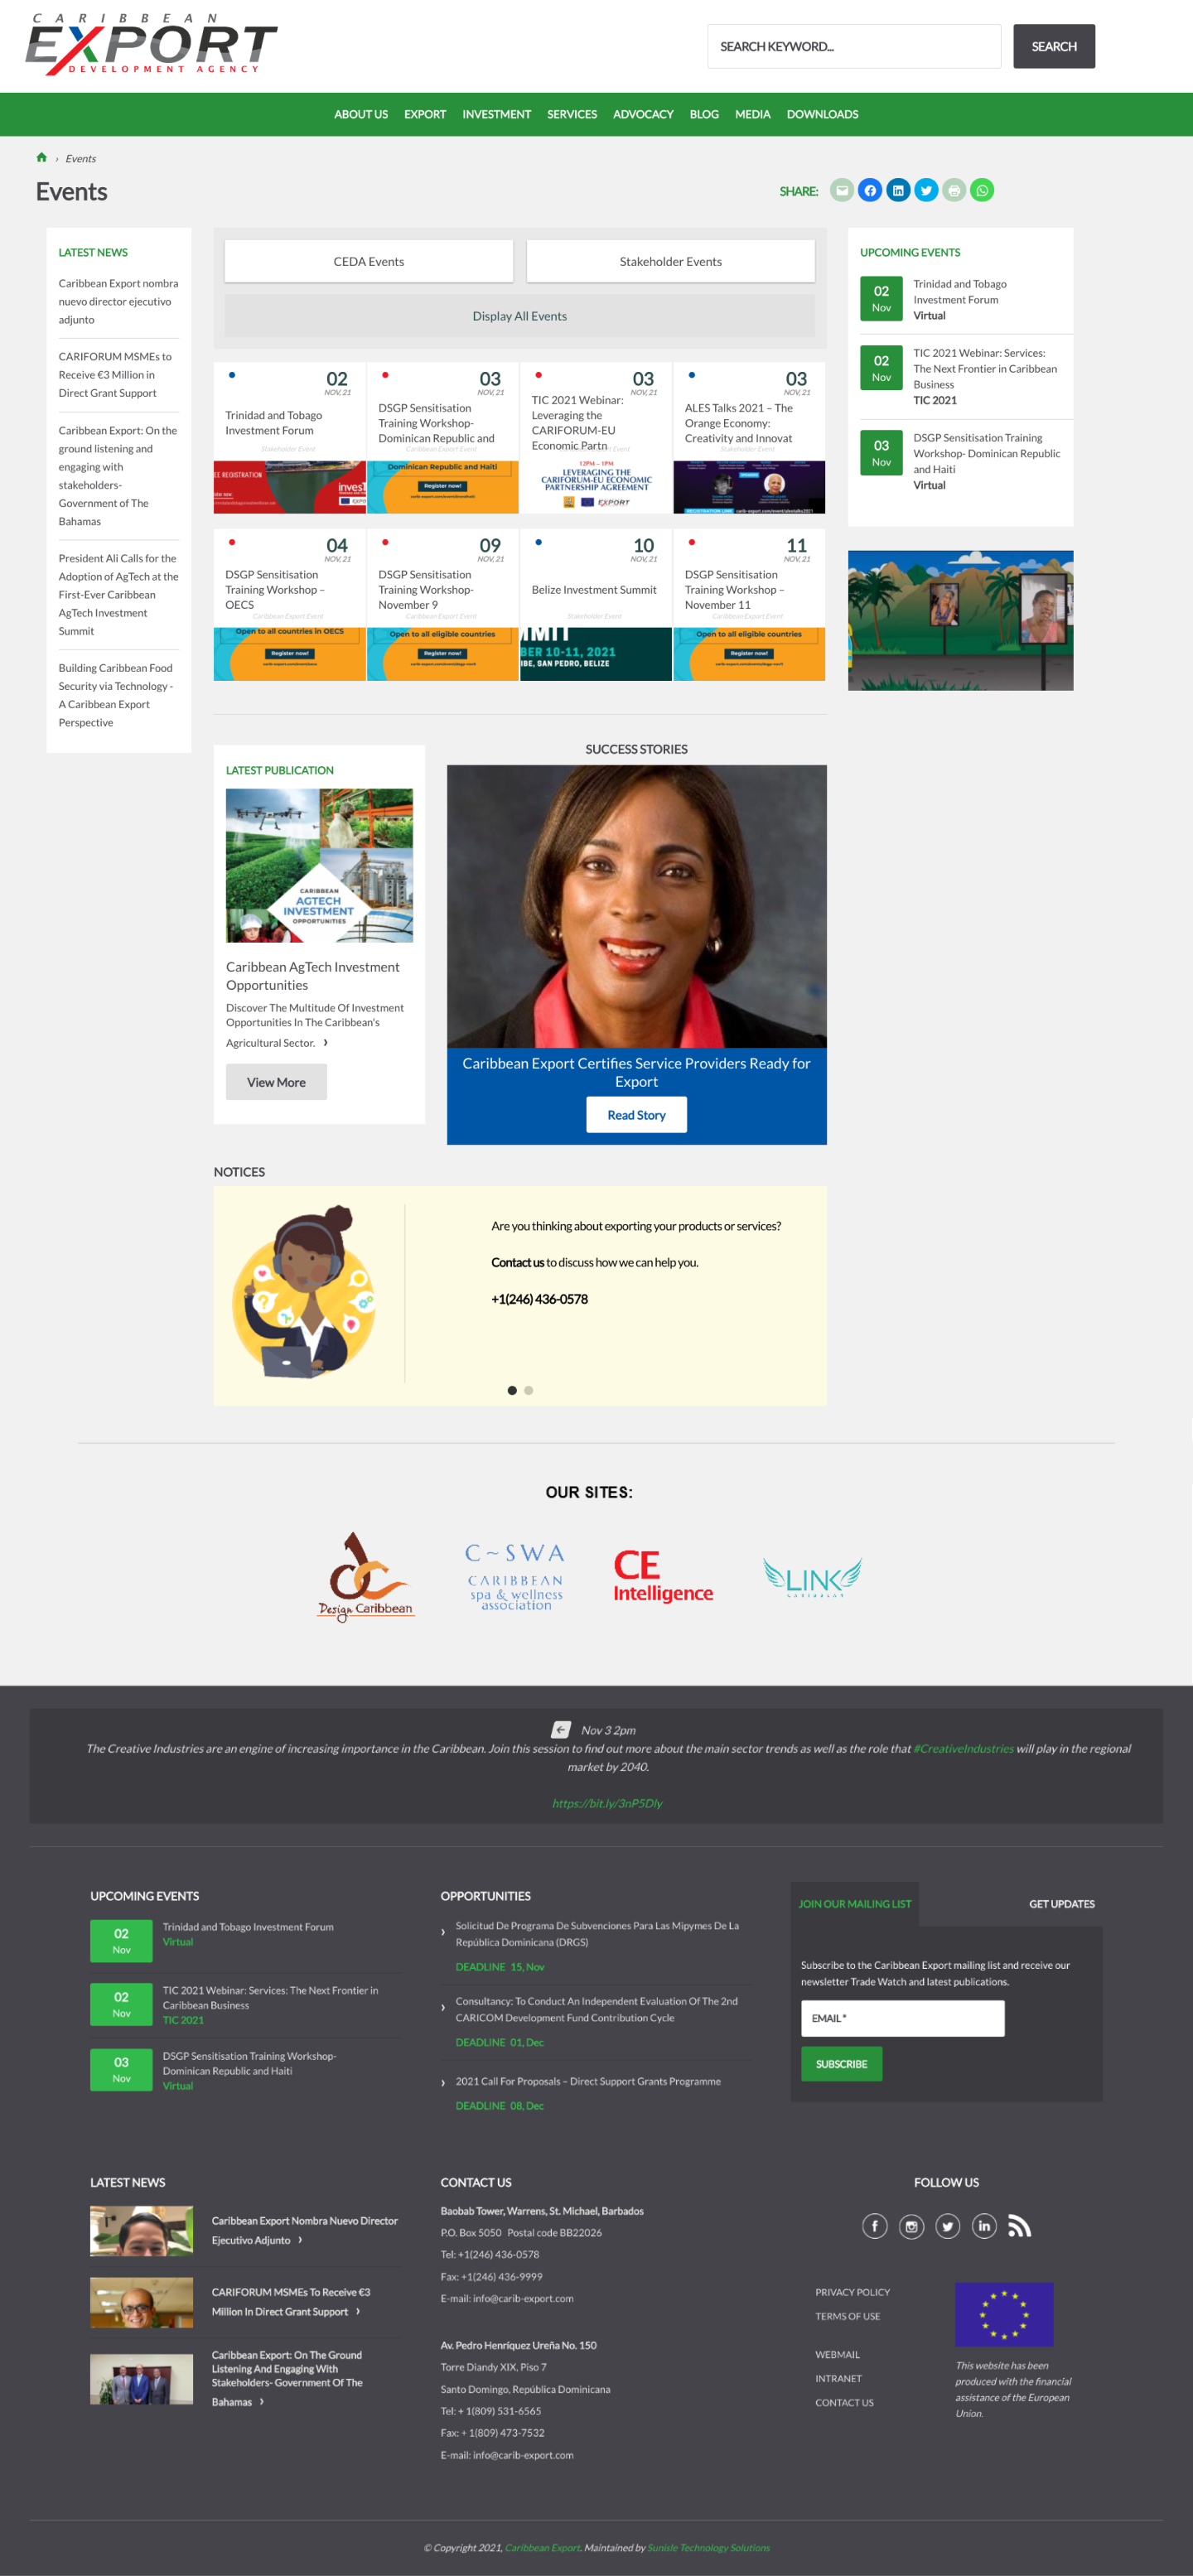 CARIBBEAN
EXPORT
DEVELOPMENT AGENCY
SEARCH KEYWORD...
SEARCH
ABOUT US EXPORT INVESTMENT SERVICES ADVOCACY BLOG MEDIA DOWNLOADS
› Events
Events
SHARE:
LATEST NEWS
Caribbean Export nombra
nuevo director ejecutivo
adjunto
CARIFORUM MSMEs to
Receive €3 Million in
Direct Grant Support
Caribbean Export: On the
ground listening and
engaging with
stakeholders-
Government of The
Bahamas
President Ali Calls for the
Adoption of AgTech at the
First-Ever Caribbean
AgTech Investment
Summit
Building Caribbean Food
Security via Technology -
A Caribbean Export
Perspective
CEDA Events
Stakeholder Events
Display All Events
02
NOV, 21
Trinidad and Tobago
Investment Forum
Stakeholder Event
E REGISTRATION
03
NOV, 21
DSGP Sensitisation
Training Workshop-
Dominican Republic and
Caribbean Export Event
Dominican Republic and Haiti
Register now!
03
NOV, 21
TIC 2021 Webinar:
Leveraging the
CARIFORUM-EU
Economic Partn
12PM – 1PM
LEVERAGING THE
CARIFORUM-EU ECONOMIC
PARTNERSHIP AGREEMENT
EXPORT
03
NOV, 21
ALES Talks 2021 – The
Orange Economy:
Creativity and Innovat
Stakeholder Event
REGISTRATION LINK
04
NOV, 21
DSGP Sensitisation
Training Workshop –
OECS
Caribbean Export Event
Open to all countries in OECS
Register now!
09
NOV, 21
DSGP Sensitisation
Training Workshop-
November 9
Caribbean Export Event
Open to all eligible countries
Register now!
10
NOV, 21
Belize Investment Summit
Stakeholder Event
BER 10-11, 2021
IBE, SAN PEDRO, BELIZE
11
NOV, 21
DSGP Sensitisation
Training Workshop –
November 11
Caribbean Export Event
Open to all eligible countries
Register now!
UPCOMING EVENTS
02
Nov
Trinidad and Tobago
Investment Forum
Virtual
02
Nov
TIC 2021 Webinar: Services:
The Next Frontier in Caribbean
Business
TIC 2021
03
Nov
DSGP Sensitisation Training
Workshop- Dominican Republic
and Haiti
Virtual
LATEST PUBLICATION
CARIBBEAN
AGTECH
INVESTMENT
OPPORTUNITIES
Caribbean AgTech Investment
Opportunities
Discover The Multitude Of Investment
Opportunities In The Caribbean's
Agricultural Sector. ›
View More
SUCCESS STORIES
Caribbean Export Certifies Service Providers Ready for
Export
Read Story
NOTICES
Are you thinking about exporting your products or services?
Contact us to discuss how we can help you.
+1(246) 436-0578
OUR SITES:
Design Caribbean
C~SWA
CARIBBEAN
spa & wellness
association
CE
Intelligence
LINK
CARIBBEAN
Nov 3 2pm
The Creative Industries are an engine of increasing importance in the Caribbean. Join this session to find out more about the main sector trends as well as the role that #CreativeIndustries will play in the regional
market by 2040.
https://bit.ly/3nP5Dly
UPCOMING EVENTS
02
Nov
Trinidad and Tobago Investment Forum
Virtual
02
Nov
TIC 2021 Webinar: Services: The Next Frontier in
Caribbean Business
TIC 2021
03
Nov
DSGP Sensitisation Training Workshop-
Dominican Republic and Haiti
Virtual
OPPORTUNITIES
› Solicitud De Programa De Subvenciones Para Las Mipymes De La
República Dominicana (DRGS)
DEADLINE 15, Nov
› Consultancy: To Conduct An Independent Evaluation Of The 2nd
CARICOM Development Fund Contribution Cycle
DEADLINE 01, Dec
› 2021 Call For Proposals – Direct Support Grants Programme
DEADLINE 08, Dec
JOIN OUR MAILING LIST
GET UPDATES
Subscribe to the Caribbean Export mailing list and receive our
newsletter Trade Watch and latest publications.
EMAIL *
SUBSCRIBE
LATEST NEWS
Caribbean Export Nombra Nuevo Director
Ejecutivo Adjunto ›
CARIFORUM MSMEs To Receive €3
Million In Direct Grant Support ›
Caribbean Export: On The Ground
Listening And Engaging With
Stakeholders- Government Of The
Bahamas ›
CONTACT US
Baobab Tower, Warrens, St. Michael, Barbados
P.O. Box 5050 Postal code BB22026
Tel: +1(246) 436-0578
Fax: +1(246) 436-9999
E-mail: info@carib-export.com
Av. Pedro Henríquez Ureña No. 150
Torre Diandy XIX, Piso 7
Santo Domingo, República Dominicana
Tel: + 1(809) 531-6565
Fax: + 1(809) 473-7532
E-mail: info@carib-export.com
FOLLOW US
PRIVACY POLICY
TERMS OF USE
WEBMAIL
INTRANET
CONTACT US
This website has been
produced with the financial
assistance of the European
Union.
© Copyright 2021, Caribbean Export. Maintained by Sunisle Technology Solutions